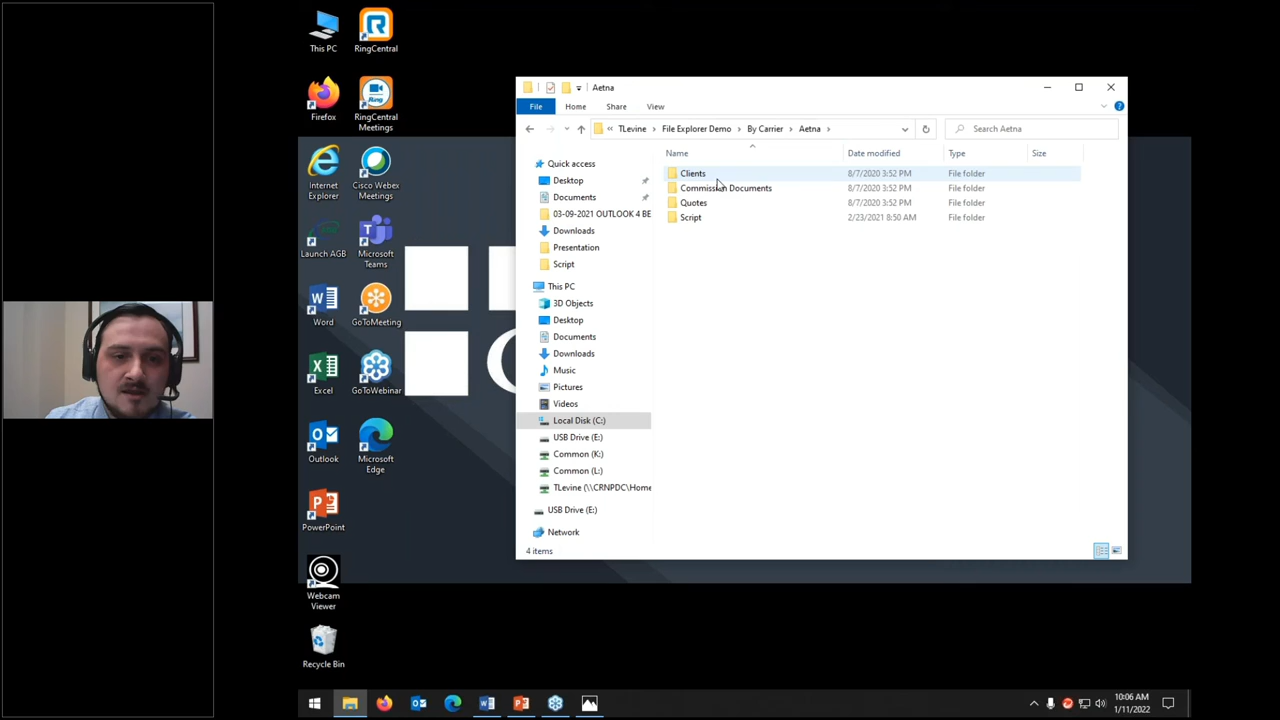 This PC
RingCentral
Firefox
RingCentral
Meetings
Internet
Explorer
Cisco Webex
Meetings
Launch AGB
Microsoft
Teams
Word
GoToMeeting
Excel
GoToWebinar
Outlook
Microsoft
Edge
PowerPoint
Webcam
Viewer
Recycle Bin
Aetna
File Home Share View
TLevine › File Explorer Demo › By Carrier › Aetna ›
Search Aetna
Name Date modified Type Size
Clients 8/7/2020 3:52 PM File folder
Commission Documents 8/7/2020 3:52 PM File folder
Quotes 8/7/2020 3:52 PM File folder
Script 2/23/2021 8:50 AM File folder
Quick access
Desktop
Documents
03-09-2021 OUTLOOK 4 BE
Downloads
Presentation
Script
This PC
3D Objects
Desktop
Documents
Downloads
Music
Pictures
Videos
Local Disk (C:)
USB Drive (E:)
Common (K:)
Common (L:)
TLevine (\\CRNPDC\Home
USB Drive (E:)
Network
4 items
10:06 AM
1/11/2022